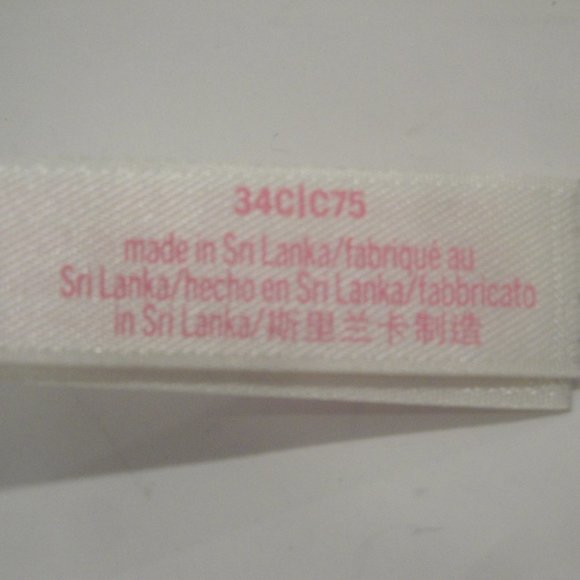 34C|C75
made in Sri Lanka/fabriqué au
Sri Lanka/hecho en Sri Lanka/fabbricato
in Sri Lanka/斯里兰卡制造